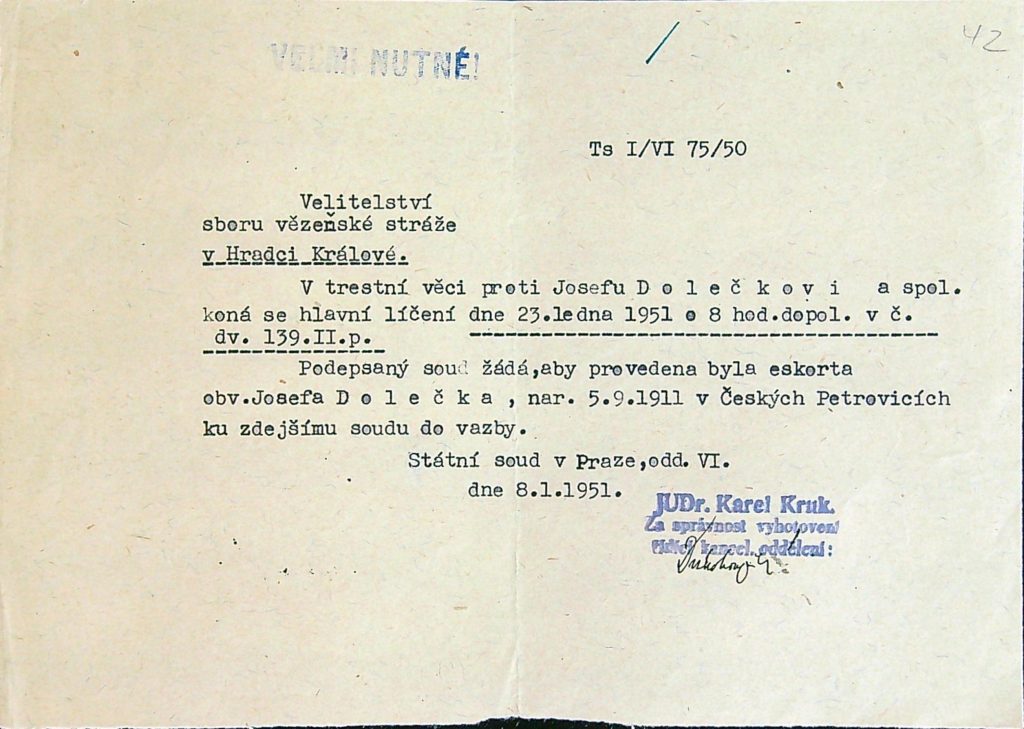 42
VELMI NUTNÉ!
Ts I/VI 75/50
Velitelství
sboru vězeňské stráže
v Hradci Králové.
V trestní věci proti Josefu D o l e č k o v i a spol.
koná se hlavní líčení dne 23.ledna 1951 o 8 hod.dopol. v č.
dv. 139.II.p.
Podepsaný soud žádá,aby provedena byla eskorta
obv.Josefa D o l e č k a , nar. 5.9.1911 v Českých Petrovicích
ku zdejšímu soudu do vazby.
Státní soud v Praze,odd. VI.
dne 8.1.1951.
JUDr. Karel Kruk.
Za správnost vyhotovení
řídící kancel. oddělení: